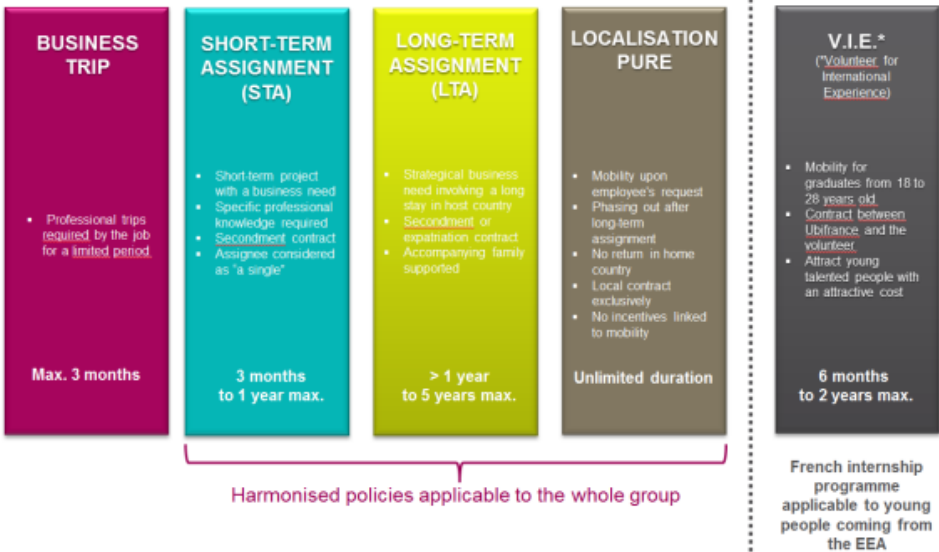 BUSINESS
TRIP
▪ Professional trips
required by the job
for a limited period
Max. 3 months
SHORT-TERM
ASSIGNMENT
(STA)
▪ Short-term project
with a business need
▪ Specific professional
knowledge required
▪ Secondment contract
▪ Assignee considered
as "a single"
3 months
to 1 year max.
LONG-TERM
ASSIGNMENT
(LTA)
▪ Strategical business
need involving a long
stay in host country
▪ Secondment or
expatriation contract
▪ Accompanying family
supported
> 1 year
to 5 years max.
LOCALISATION
PURE
▪ Mobility upon
employee's request
▪ Phasing out after
long-term
assignment
▪ No return in home
country
▪ Local contract
exclusively
▪ No incentives linked
to mobility
Unlimited duration
Harmonised policies applicable to the whole group
V.I.E.*
(*Volunteer for
International
Experience)
▪ Mobility for
graduates from 18 to
28 years old
▪ Contract between
Ubifrance and the
volunteer
▪ Attract young
talented people with
an attractive cost
6 months
to 2 years max.
French internship
programme
applicable to young
people coming from
the EEA